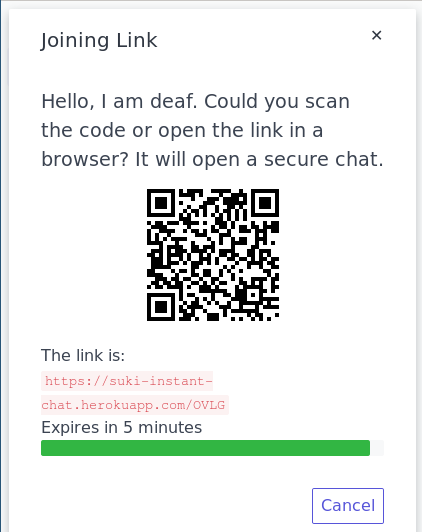 Joining Link
Hello, I am deaf. Could you scan
the code or open the link in a
browser? It will open a secure chat.
The link is:
https://suki-instant-
chat.herokuapp.com/OVLG
Expires in 5 minutes
Cancel